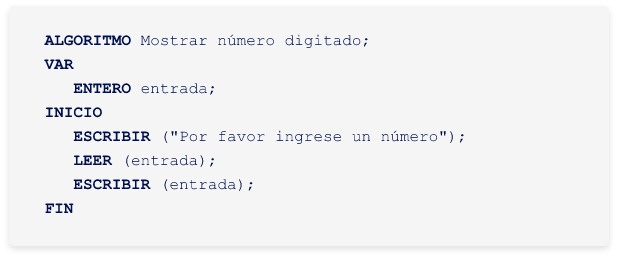 ALGORITMO Mostrar número digitado;
VAR
ENTERO entrada;
INICIO
ESCRIBIR ("Por favor ingrese un número");
LEER (entrada);
ESCRIBIR (entrada);
FIN